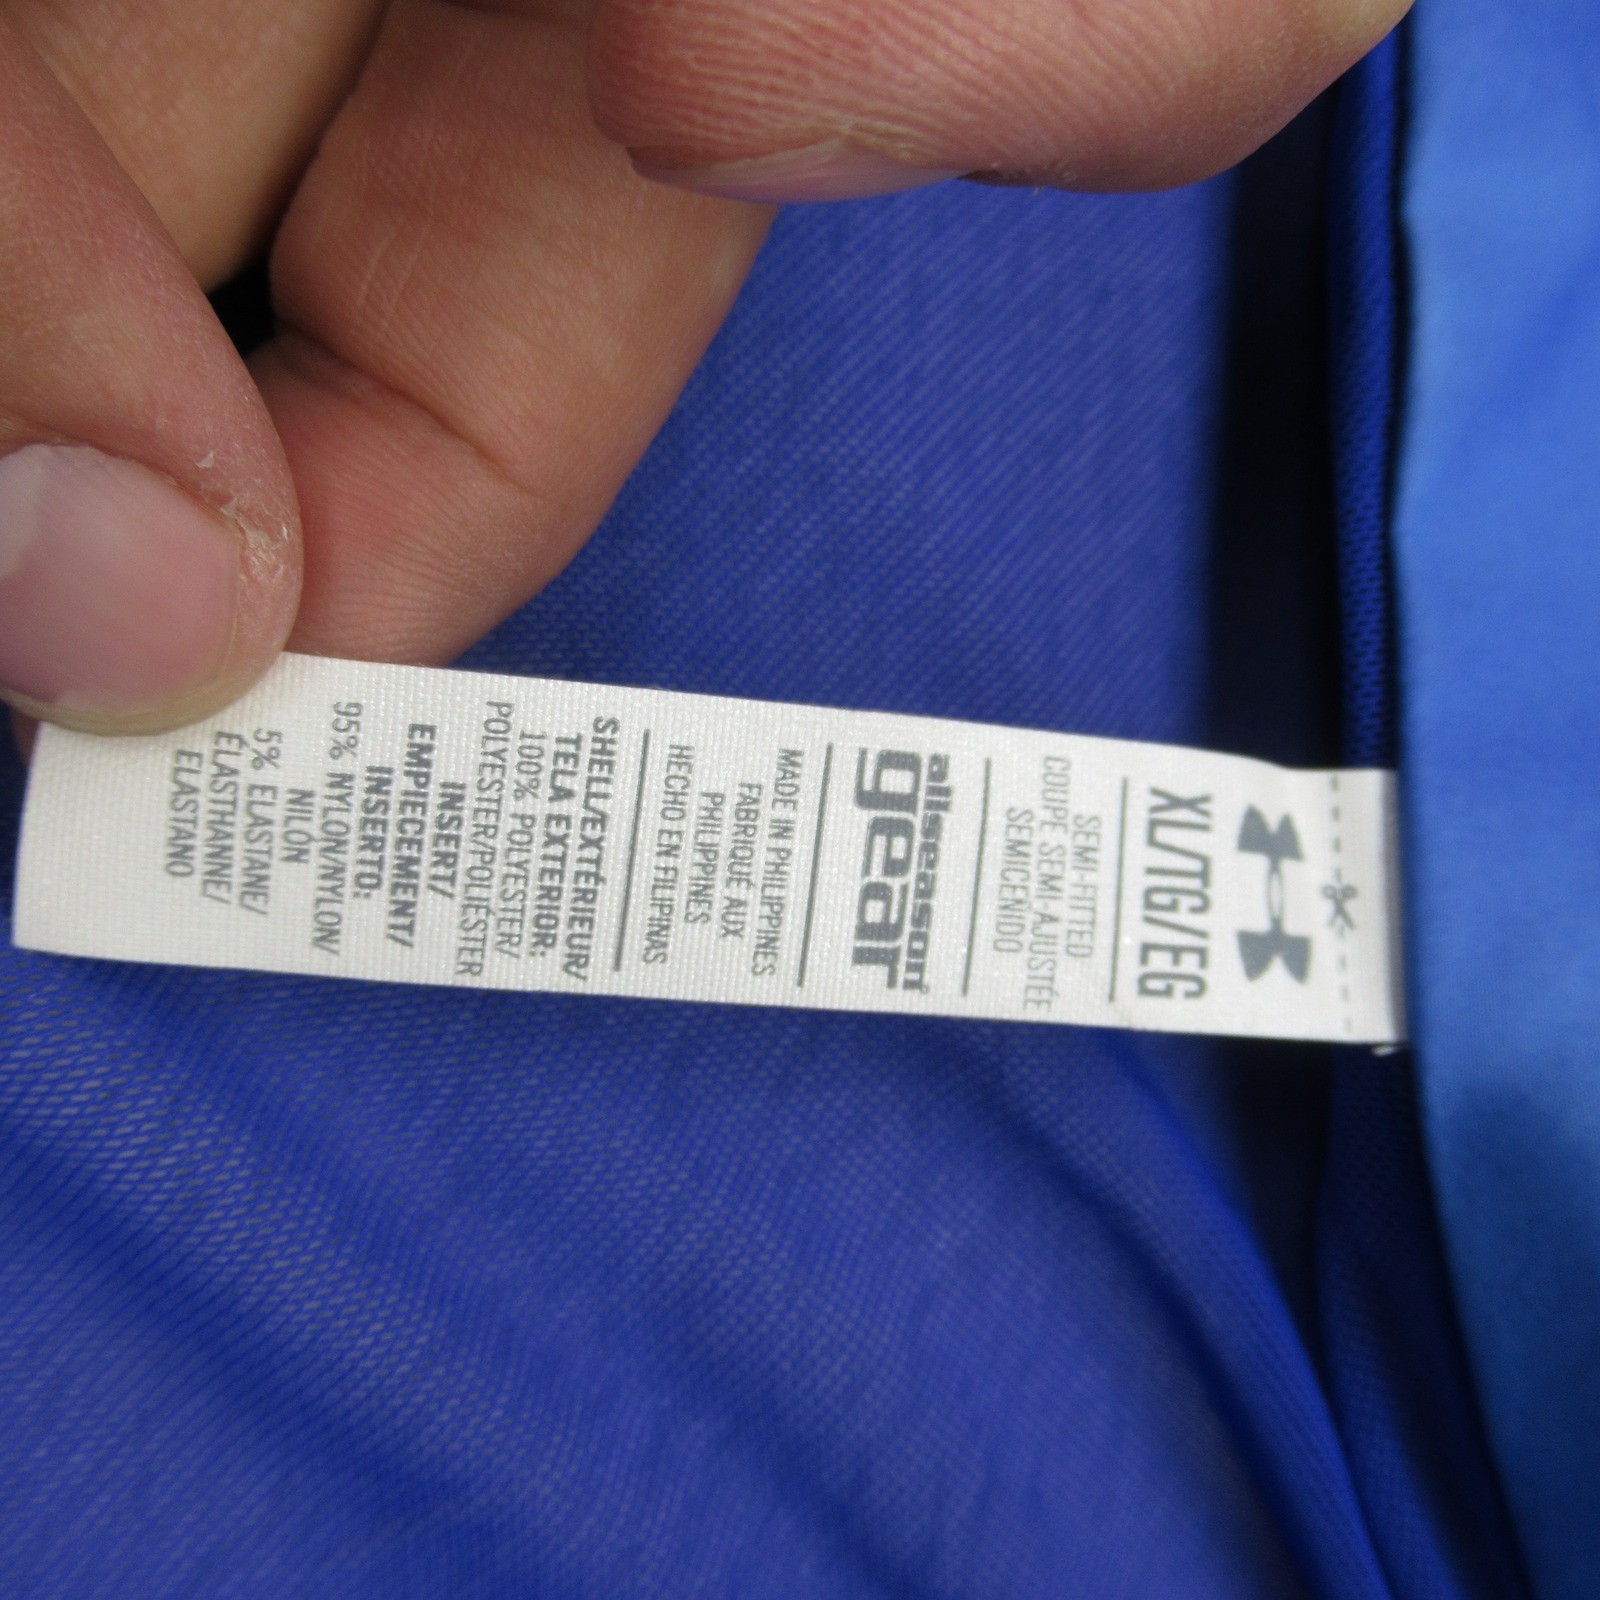 XL/TG/EG
SEMI-FITTED
COUPE SEMI-AJUSTÉE
SEMICEÑIDO
allseason
gear®
MADE IN PHILIPPINES
FABRIQUÉ AUX
PHILIPPINES
HECHO EN FILIPINAS
SHELL/EXTÉRIEUR/
TELA EXTERIOR:
100% POLYESTER/
POLYESTER/POLIÉSTER
INSERT/
EMPIECEMENT/
INSERTO:
95% NYLON/NYLON/
NILÓN
5% ELASTANE/
ÉLASTHANNE/
ELASTANO